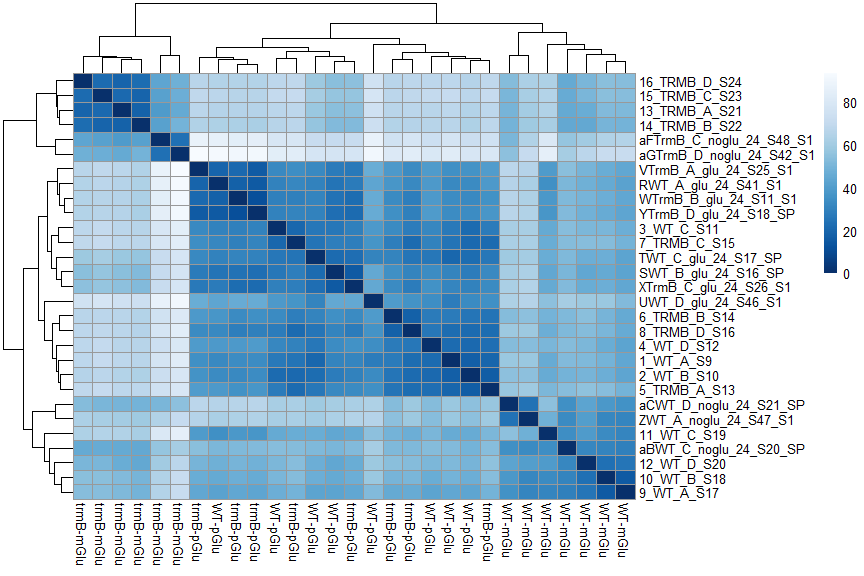 16_TRMB_D_S24
15_TRMB_C_S23
13_TRMB_A_S21
14_TRMB_B_S22
aFTrmB_C_noglu_24_S48_S1
aGTrmB_D_noglu_24_S42_S1
VTrmB_A_glu_24_S25_S1
RWT_A_glu_24_S41_S1
WTrmB_B_glu_24_S11_S1
YTrmB_D_glu_24_S18_SP
3_WT_C_S11
7_TRMB_C_S15
TWT_C_glu_24_S17_SP
SWT_B_glu_24_S16_SP
XTrmB_C_glu_24_S26_S1
UWT_D_glu_24_S46_S1
6_TRMB_B_S14
8_TRMB_D_S16
4_WT_D_S12
1_WT_A_S9
2_WT_B_S10
5_TRMB_A_S13
aCWT_D_noglu_24_S21_SP
ZWT_A_noglu_24_S47_S1
11_WT_C_S19
aBWT_C_noglu_24_S20_SP
12_WT_D_S20
10_WT_B_S18
9_WT_A_S17
80
60
40
20
0
trmB-mGlu
trmB-mGlu
trmB-mGlu
trmB-mGlu
trmB-mGlu
trmB-mGlu
trmB-pGlu
WT-pGlu
trmB-pGlu
trmB-pGlu
WT-pGlu
trmB-pGlu
WT-pGlu
WT-pGlu
trmB-pGlu
WT-pGlu
trmB-pGlu
trmB-pGlu
WT-pGlu
WT-pGlu
WT-pGlu
trmB-pGlu
WT-mGlu
WT-mGlu
WT-mGlu
WT-mGlu
WT-mGlu
WT-mGlu
WT-mGlu